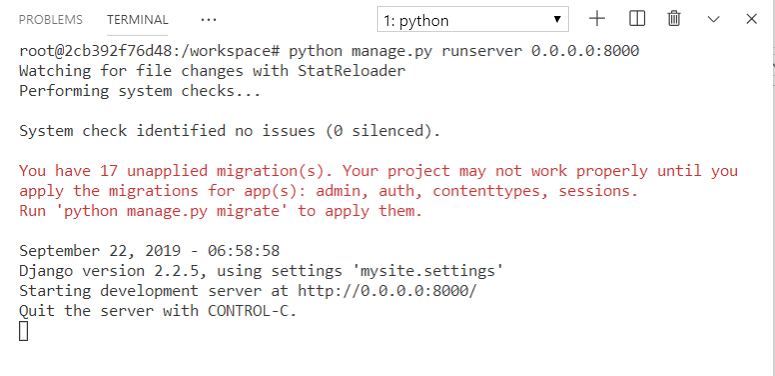 PROBLEMS TERMINAL ... 1: python
root@2cb392f76d48:/workspace# python manage.py runserver 0.0.0.0:8000
Watching for file changes with StatReloader
Performing system checks...
System check identified no issues (0 silenced).
You have 17 unapplied migration(s). Your project may not work properly until you
apply the migrations for app(s): admin, auth, contenttypes, sessions.
Run 'python manage.py migrate' to apply them.
September 22, 2019 - 06:58:58
Django version 2.2.5, using settings 'mysite.settings'
Starting development server at http://0.0.0.0:8000/
Quit the server with CONTROL-C.